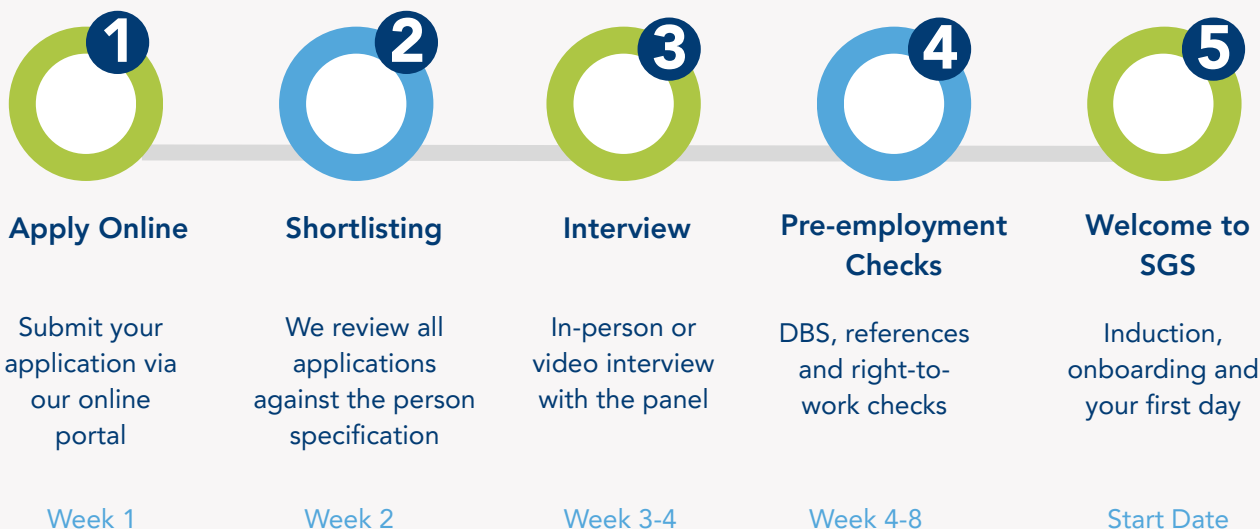 1
Apply Online
Submit your
application via
our online
portal
Week 1
2
Shortlisting
We review all
applications
against the person
specification
Week 2
3
Interview
In-person or
video interview
with the panel
Week 3-4
4
Pre-employment
Checks
DBS, references
and right-to-
work checks
Week 4-8
5
Welcome to
SGS
Induction,
onboarding and
your first day
Start Date